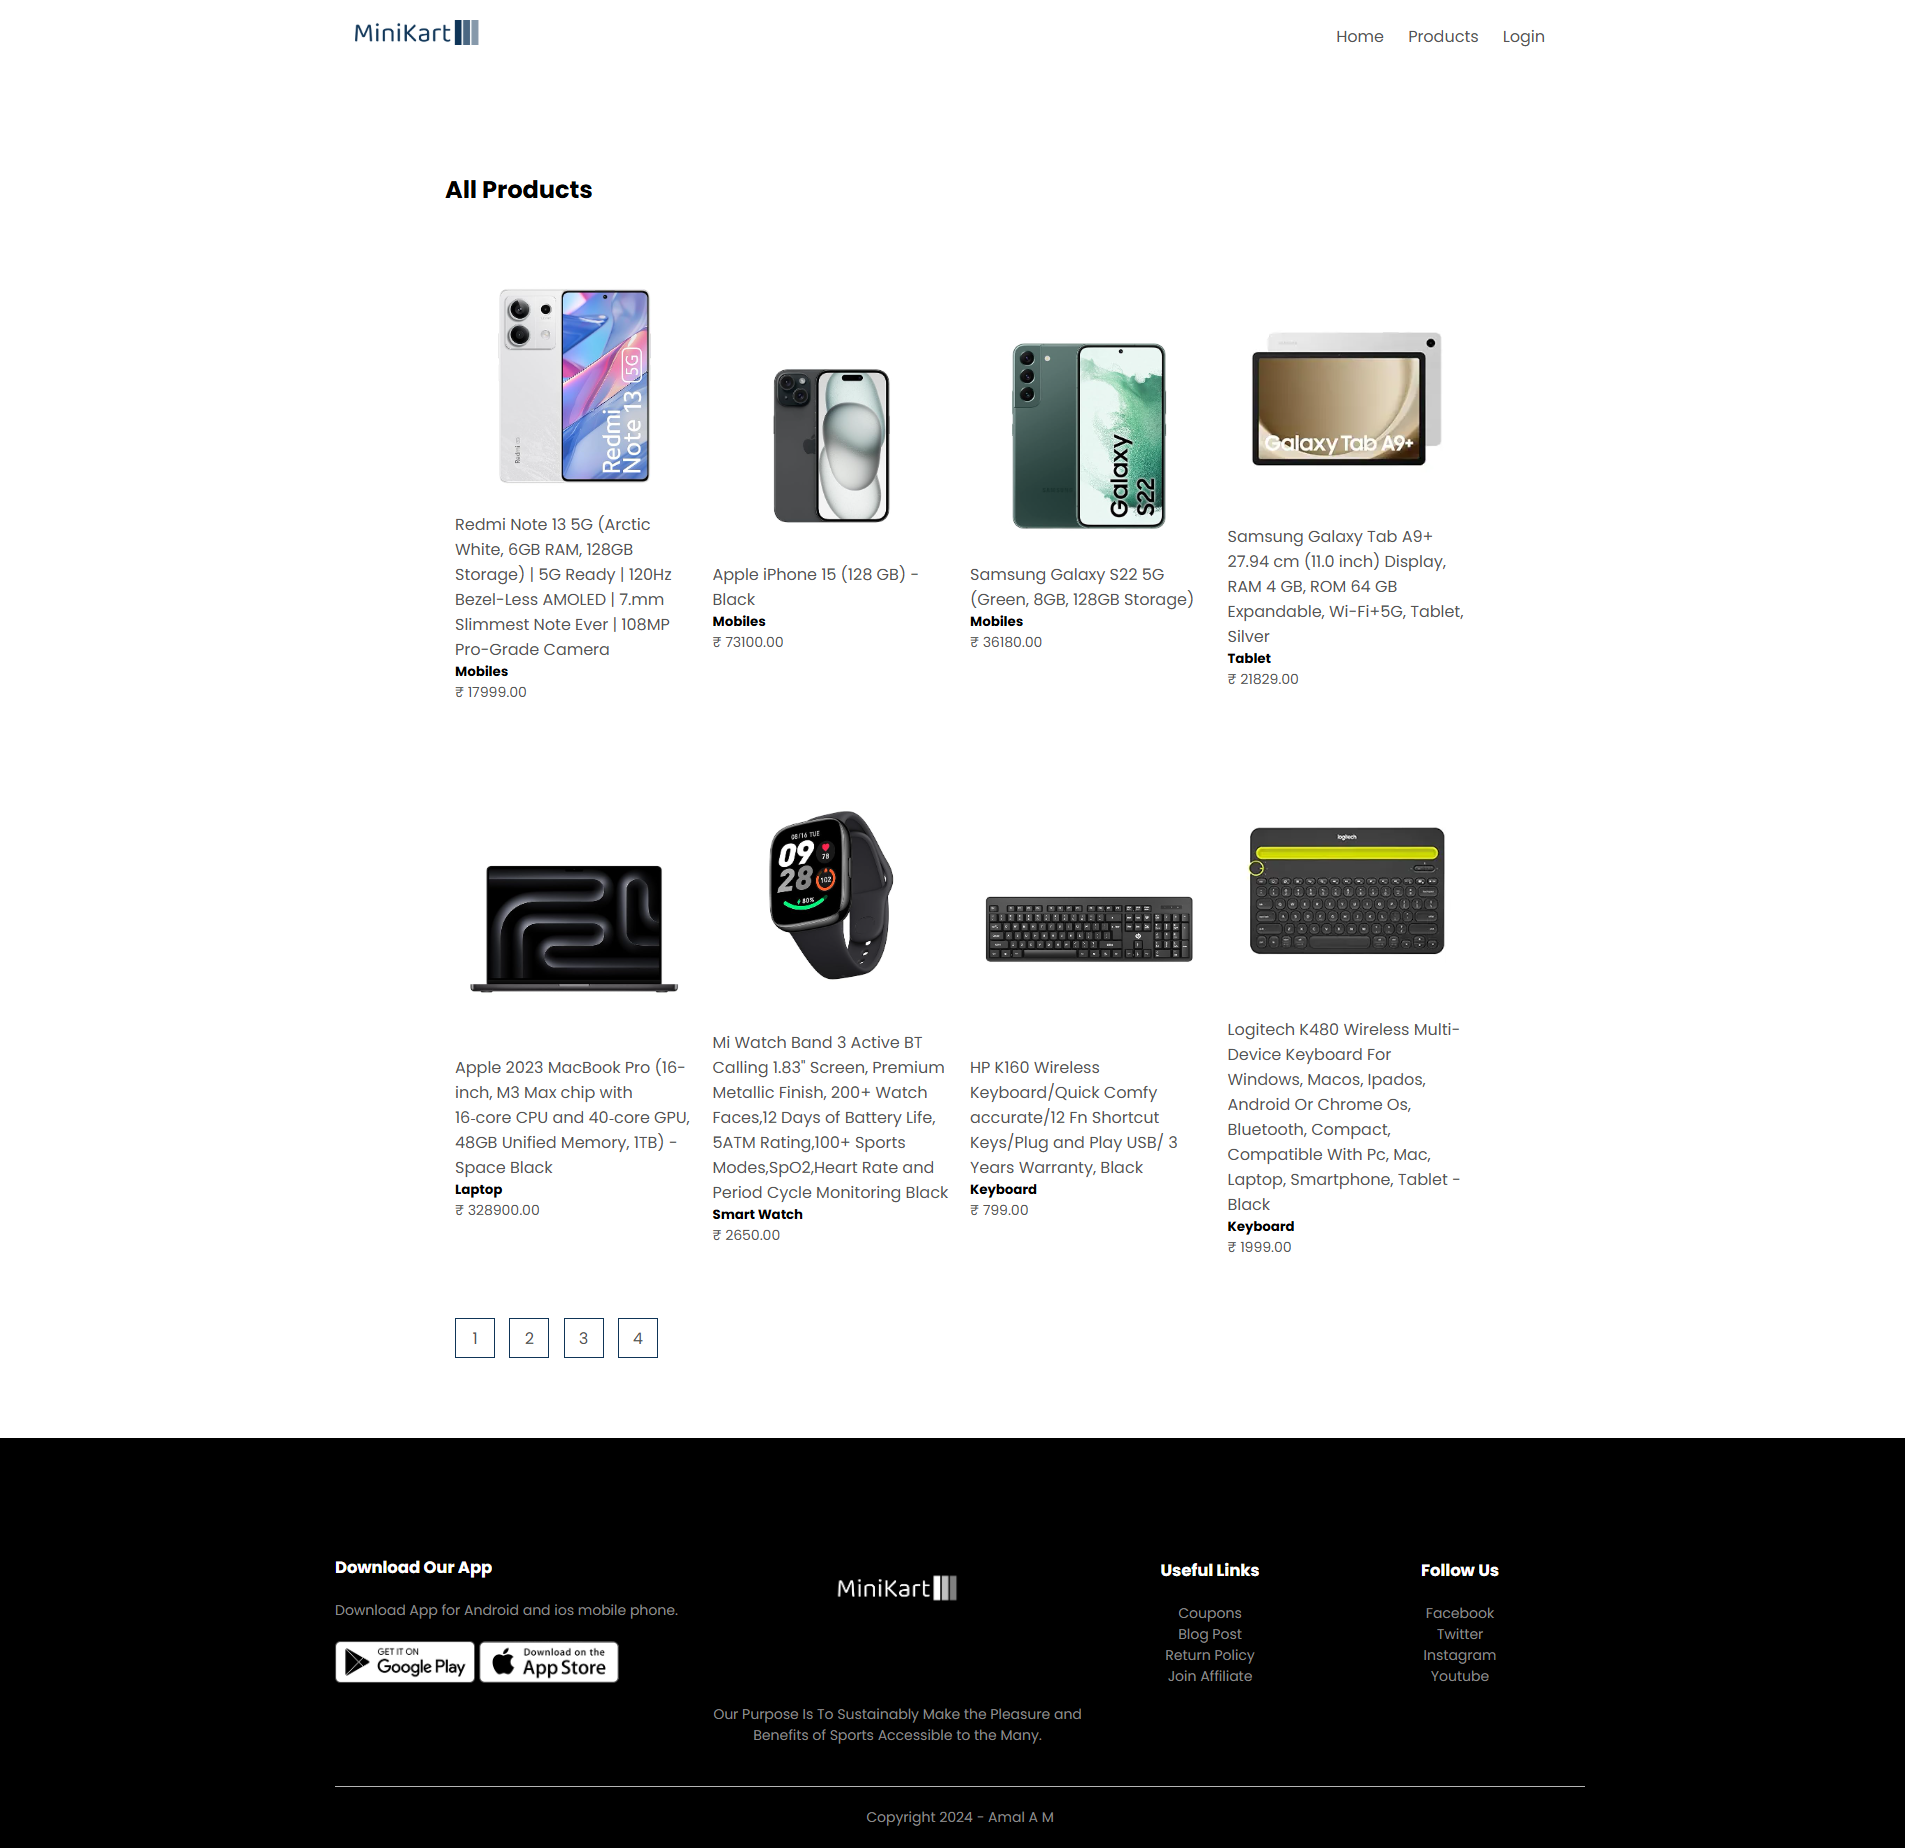 MiniKart
Home Products Login
All Products
Redmi Note 13 5G
Redmi
Galaxy S22
Galaxy Tab A9+
Redmi Note 13 5G (Arctic
White, 6GB RAM, 128GB
Storage) | 5G Ready | 120Hz
Bezel-Less AMOLED | 7.mm
Slimmest Note Ever | 108MP
Pro-Grade Camera
Mobiles
₹ 17999.00
Apple iPhone 15 (128 GB) -
Black
Mobiles
₹ 73100.00
Samsung Galaxy S22 5G
(Green, 8GB, 128GB Storage)
Mobiles
₹ 36180.00
Samsung Galaxy Tab A9+
27.94 cm (11.0 inch) Display,
RAM 4 GB, ROM 64 GB
Expandable, Wi-Fi+5G, Tablet,
Silver
Tablet
₹ 21829.00
08/16 TUE
09
28
78
102
80%
logitech
Apple 2023 MacBook Pro (16-
inch, M3 Max chip with
16‑core CPU and 40‑core GPU,
48GB Unified Memory, 1TB) -
Space Black
Laptop
₹ 328900.00
Mi Watch Band 3 Active BT
Calling 1.83" Screen, Premium
Metallic Finish, 200+ Watch
Faces,12 Days of Battery Life,
5ATM Rating,100+ Sports
Modes,SpO2,Heart Rate and
Period Cycle Monitoring Black
Smart Watch
₹ 2650.00
HP K160 Wireless
Keyboard/Quick Comfy
accurate/12 Fn Shortcut
Keys/Plug and Play USB/ 3
Years Warranty, Black
Keyboard
₹ 799.00
Logitech K480 Wireless Multi-
Device Keyboard For
Windows, Macos, Ipados,
Android Or Chrome Os,
Bluetooth, Compact,
Compatible With Pc, Mac,
Laptop, Smartphone, Tablet -
Black
Keyboard
₹ 1999.00
1 2 3 4
Download Our App
Download App for Android and ios mobile phone.
GET IT ON
Google Play
Download on the
App Store
MiniKart
Our Purpose Is To Sustainably Make the Pleasure and
Benefits of Sports Accessible to the Many.
Useful Links
Coupons
Blog Post
Return Policy
Join Affiliate
Follow Us
Facebook
Twitter
Instagram
Youtube
Copyright 2024 - Amal A M